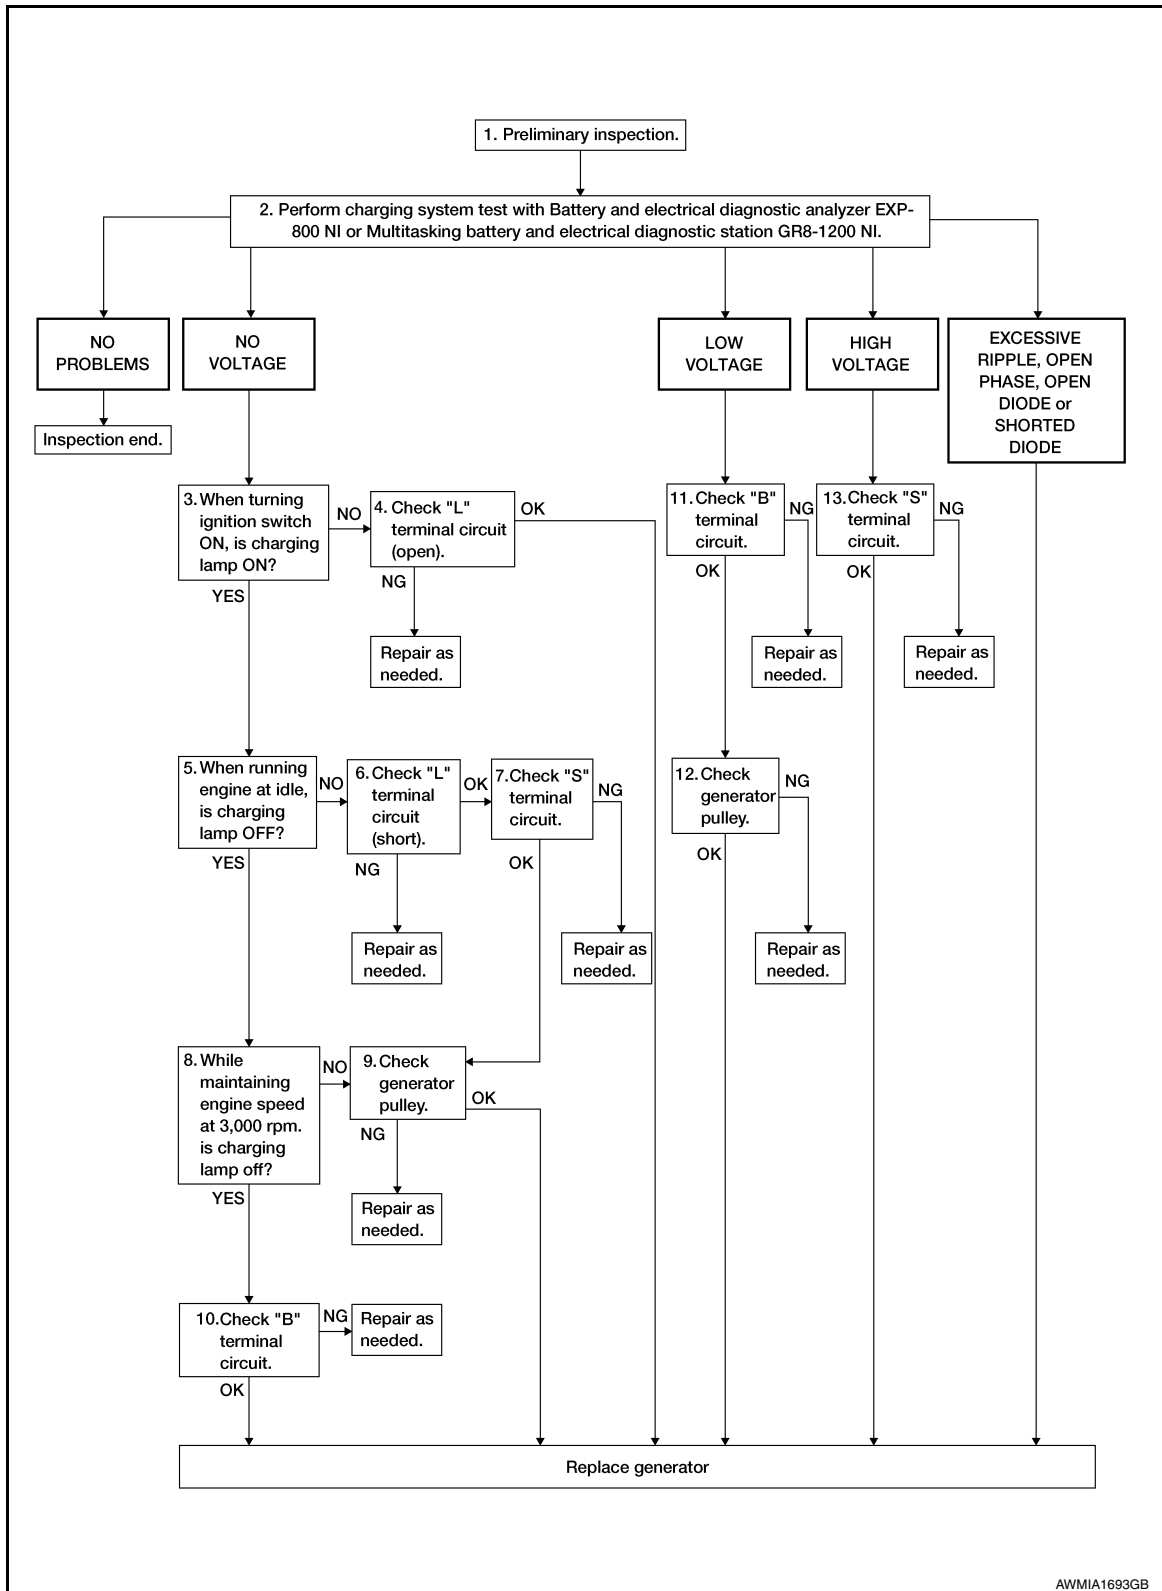 1. Preliminary inspection.
2. Perform charging system test with Battery and electrical diagnostic analyzer EXP-
800 NI or Multitasking battery and electrical diagnostic station GR8-1200 NI.
NO
PROBLEMS
NO
VOLTAGE
LOW
VOLTAGE
HIGH
VOLTAGE
EXCESSIVE
RIPPLE, OPEN
PHASE, OPEN
DIODE or
SHORTED
DIODE
Inspection end.
3. When turning
ignition switch
ON, is charging
lamp ON?
NO
YES
4. Check "L"
terminal circuit
(open).
OK
NG
Repair as
needed.
11. Check "B"
terminal
circuit.
NG
OK
Repair as
needed.
13. Check "S"
terminal
circuit.
NG
OK
Repair as
needed.
5. When running
engine at idle,
is charging
lamp OFF?
NO
YES
6. Check "L"
terminal
circuit
(short).
OK
NG
Repair as
needed.
7. Check "S"
terminal
circuit.
NG
OK
Repair as
needed.
12. Check
generator
pulley.
NG
OK
Repair as
needed.
8. While
maintaining
engine speed
at 3,000 rpm.
is charging
lamp off?
NO
YES
9. Check
generator
pulley.
OK
NG
Repair as
needed.
10. Check "B"
terminal
circuit.
NG
OK
Repair as
needed.
Replace generator
AWMIA1693GB